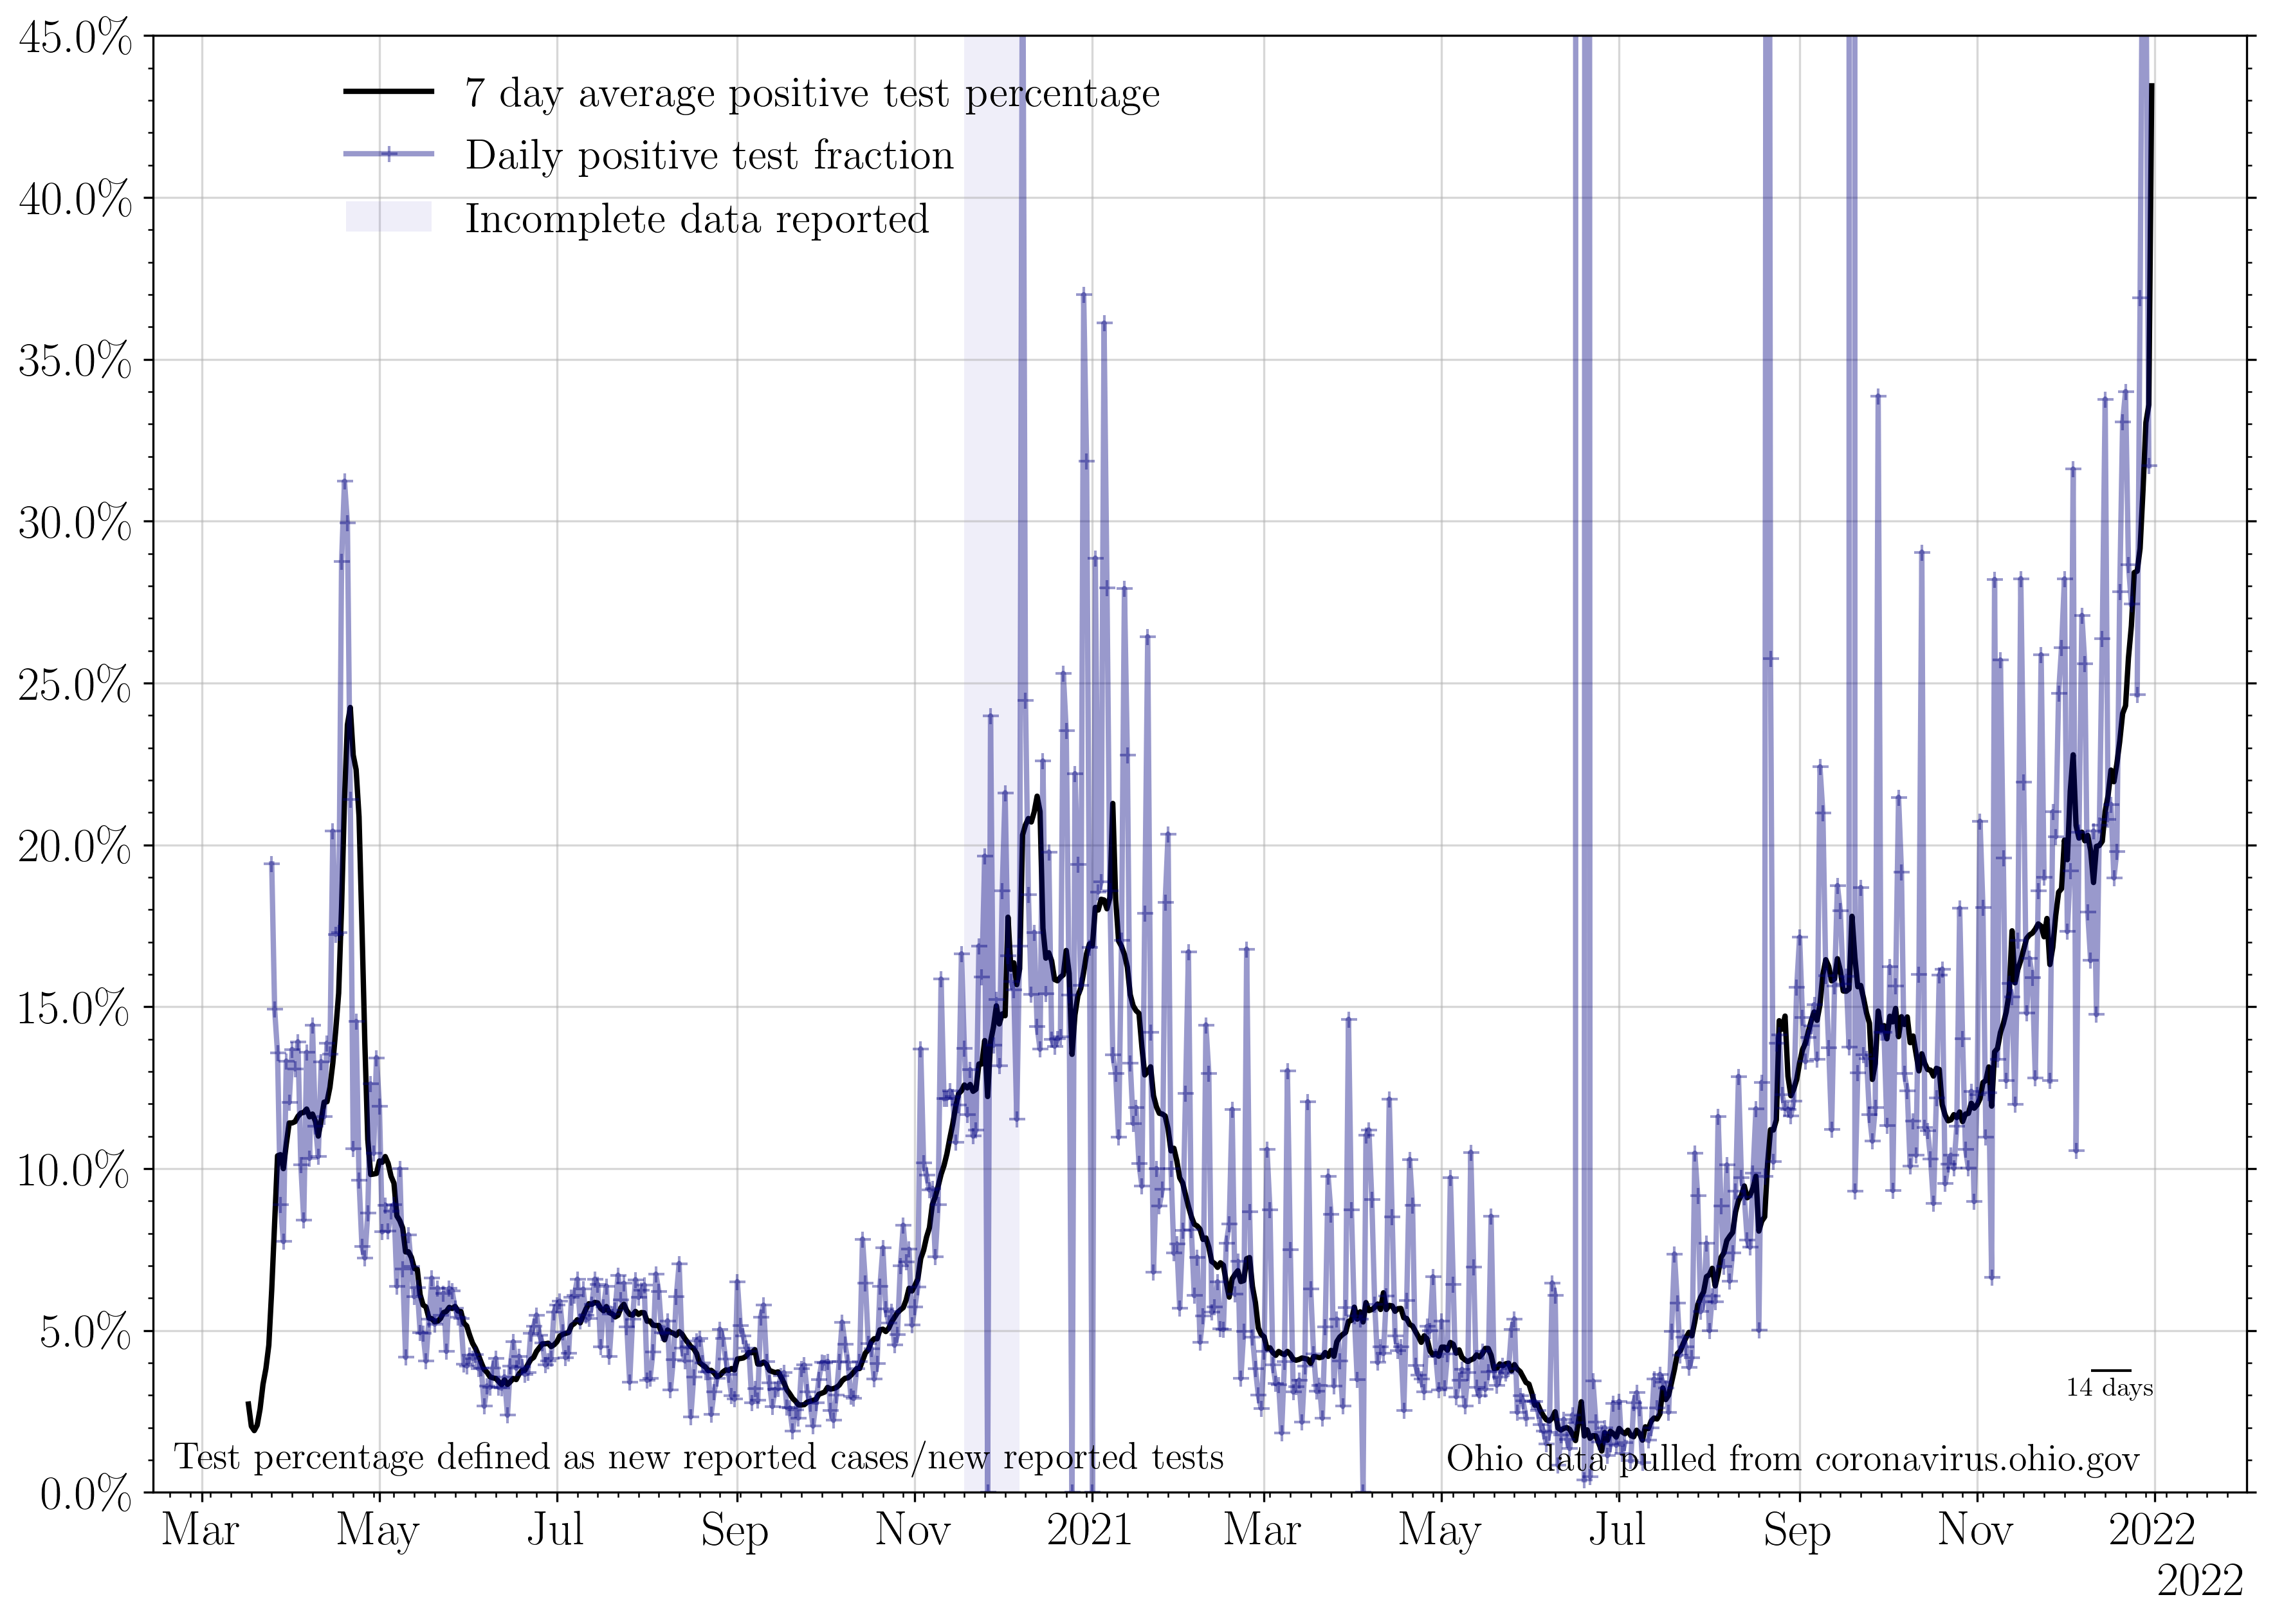 45.0%
40.0%
35.0%
30.0%
25.0%
20.0%
15.0%
10.0%
5.0%
0.0%
7 day average positive test percentage
Daily positive test fraction
Incomplete data reported
14 days
Test percentage defined as new reported cases/new reported tests
Ohio data pulled from coronavirus.ohio.gov
Mar May Jul Sep Nov 2021 Mar May Jul Sep Nov 2022
2022